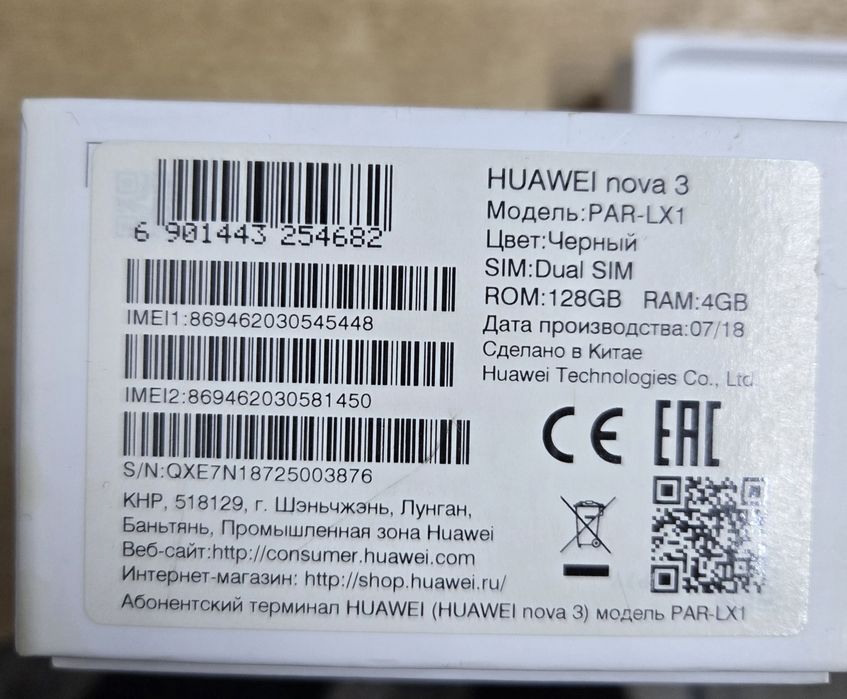 6 901443 254682
IMEI1:869462030545448
IMEI2:869462030581450
S/N:QXE7N18725003876
HUAWEI nova 3
Модель:PAR-LX1
Цвет:Черный
SIM:Dual SIM
ROM:128GB RAM:4GB
Дата производства:07/18
Сделано в Китае
Huawei Technologies Co., Ltd.
CE EAC
КНР, 518129, г. Шэньчжэнь, Лунган,
Баньтянь, Промышленная зона Huawei
Веб-сайт:http://consumer.huawei.com
Интернет-магазин: http://shop.huawei.ru/
Абонентский терминал HUAWEI (HUAWEI nova 3) модель PAR-LX1